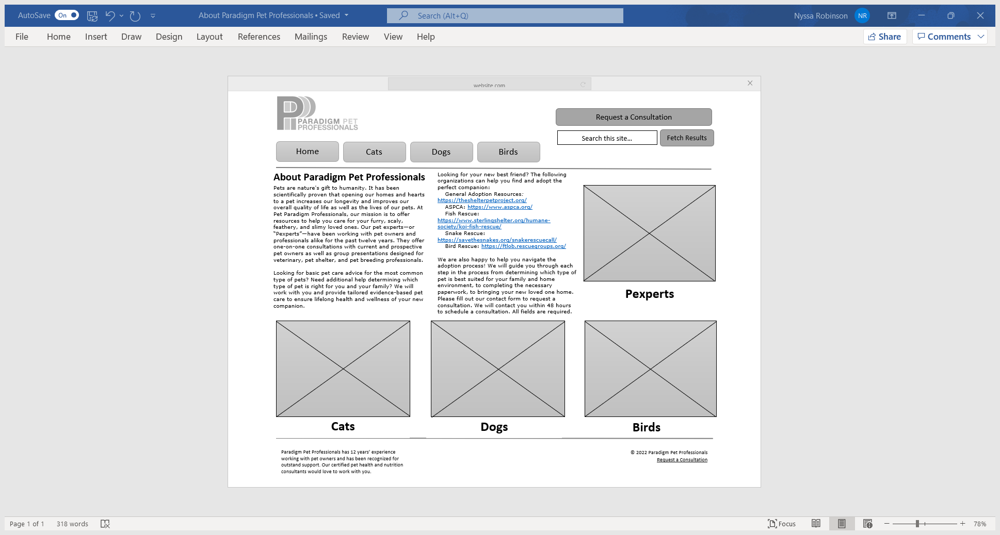 AutoSave On About Paradigm Pet Professionals • Saved Search (Alt+Q) Nyssa Robinson NR
File Home Insert Draw Design Layout References Mailings Review View Help Share Comments
website.com
PARADIGM PET
PROFESSIONALS
Request a Consultation
Search this site... Fetch Results
Home Cats Dogs Birds
About Paradigm Pet Professionals
Pets are nature's gift to humanity. It has been
scientifically proven that opening our homes and hearts
to a pet increases our longevity and improves our
overall quality of life as well as the lives of our pets. At
Pet Paradigm Professionals, our mission is to offer
resources to help you care for your furry, scaly,
feathery, and slimy loved ones. Our pet experts—or
“Pexperts”—have been working with pet owners and
professionals alike for the past twelve years. They offer
one-on-one consultations with current and prospective
pet owners as well as group presentations designed for
veterinary, pet shelter, and pet breeding professionals.
Looking for basic pet care advice for the most common
type of pets? Need additional help determining which
type of pet is right for you and your family? We will
work with you and provide tailored evidence-based pet
care to ensure lifelong health and wellness of your new
companion.
Looking for your new best friend? The following
organizations can help you find and adopt the
perfect companion:
General Adoption Resources:
https://theshelterpetproject.org/
ASPCA: https://www.aspca.org/
Fish Rescue:
https://www.sterlingshelter.org/humane-
society/koi-fish-rescue/
Snake Rescue:
https://savethesnakes.org/snakerescuecall/
Bird Rescue: https://ftlob.rescuegroups.org/
We are also happy to help you navigate the
adoption process! We will guide you through each
step in the process from determining which type of
pet is best suited for your family and home
environment, to completing the necessary
paperwork, to bringing your new loved one home.
Please fill out our contact form to request a
consultation. We will contact you within 48 hours
to schedule a consultation. All fields are required.
Pexperts
Cats Dogs Birds
Paradigm Pet Professionals has 12 years’ experience
working with pet owners and has been recognized for
outstand support. Our certified pet health and nutrition
consultants would love to work with you.
© 2022 Paradigm Pet Professionals
Request a Consultation
Page 1 of 1 318 words Focus 78%